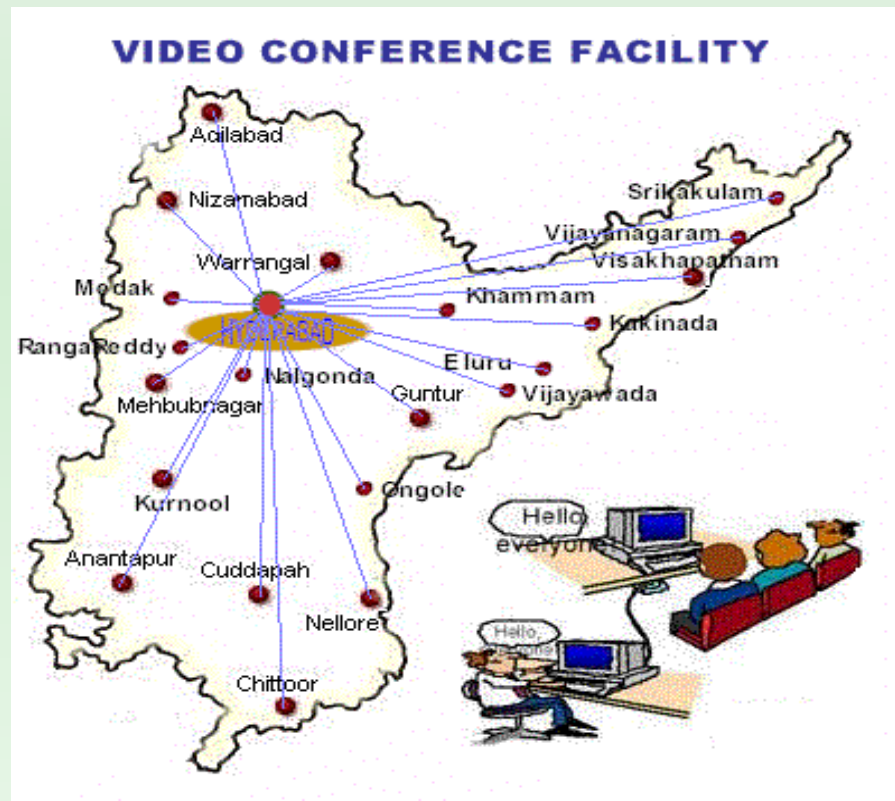 VIDEO CONFERENCE FACILITY
Adilabad
Nizamabad
Srikakulam
Vijayanagaram
Warrangal
Visakhapatnam
Medak
Khammam
HYDERABAD
Kakinada
RangaReddy
Eluru
Nalgonda
Guntur
Vijayawada
Mehbubnagar
Kurnool
Ongole
Hello,
everyone
Anantapur
Cuddapah
Nellore
Hello,
Chittoor